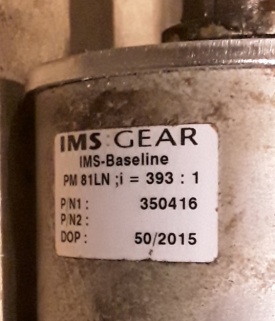 IMS:GEAR
IMS-Baseline
PM 81LN ;i = 393 : 1
P/N1 : 350416
P/N2 :
DOP : 50/2015